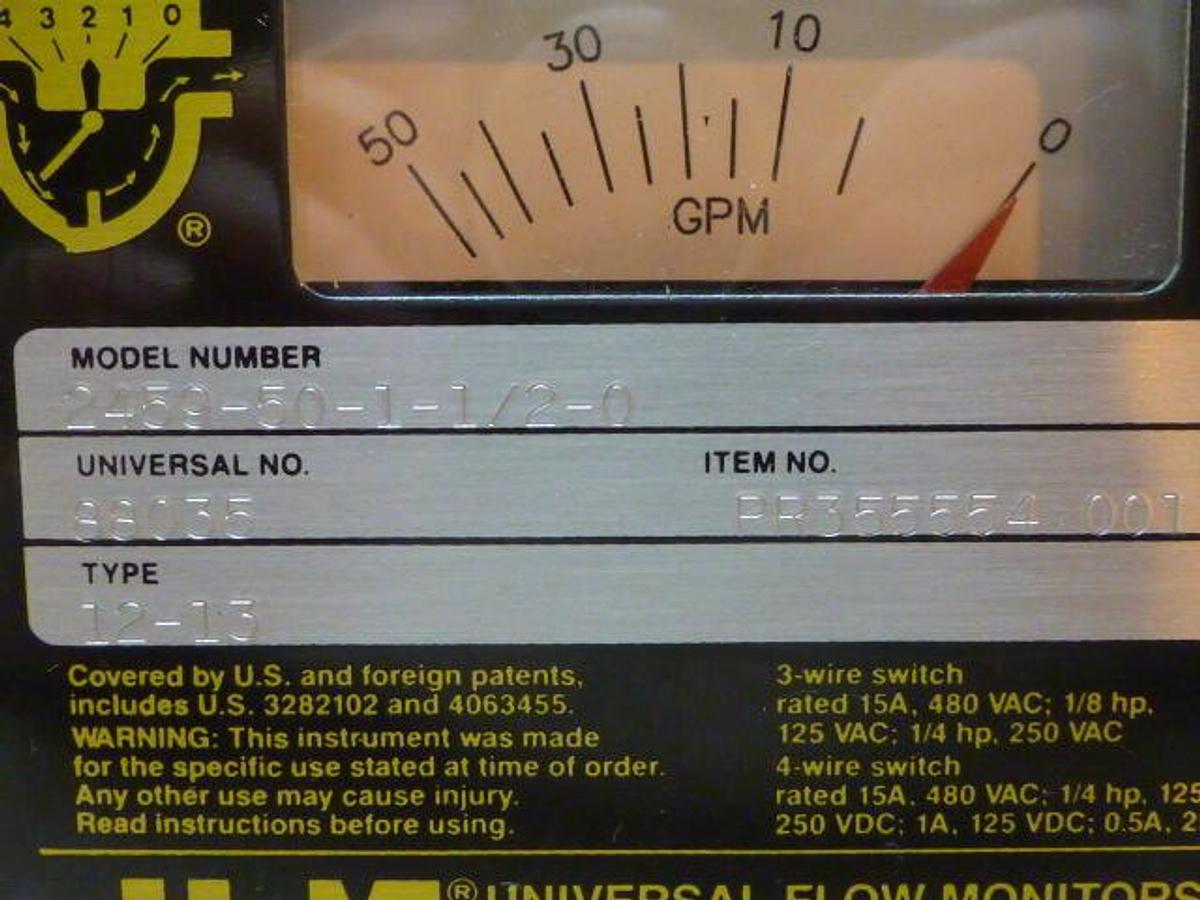 4 3 2 1 0
50 30 10 0
GPM
®
MODEL NUMBER
2459-50-1-1/2-0
UNIVERSAL NO. ITEM NO.
88035 001
TYPE
12-13
Covered by U.S. and foreign patents,
includes U.S. 3282102 and 4063455.
WARNING: This instrument was made
for the specific use stated at time of order.
Any other use may cause injury.
Read instructions before using.
3-wire switch
rated 15A, 480 VAC; 1/8 hp,
125 VAC; 1/4 hp, 250 VAC
4-wire switch
rated 15A, 480 VAC; 1/4 hp, 125
250 VDC; 1A, 125 VDC; 0.5A, 2
® UNIVERSAL FLOW MONITORS